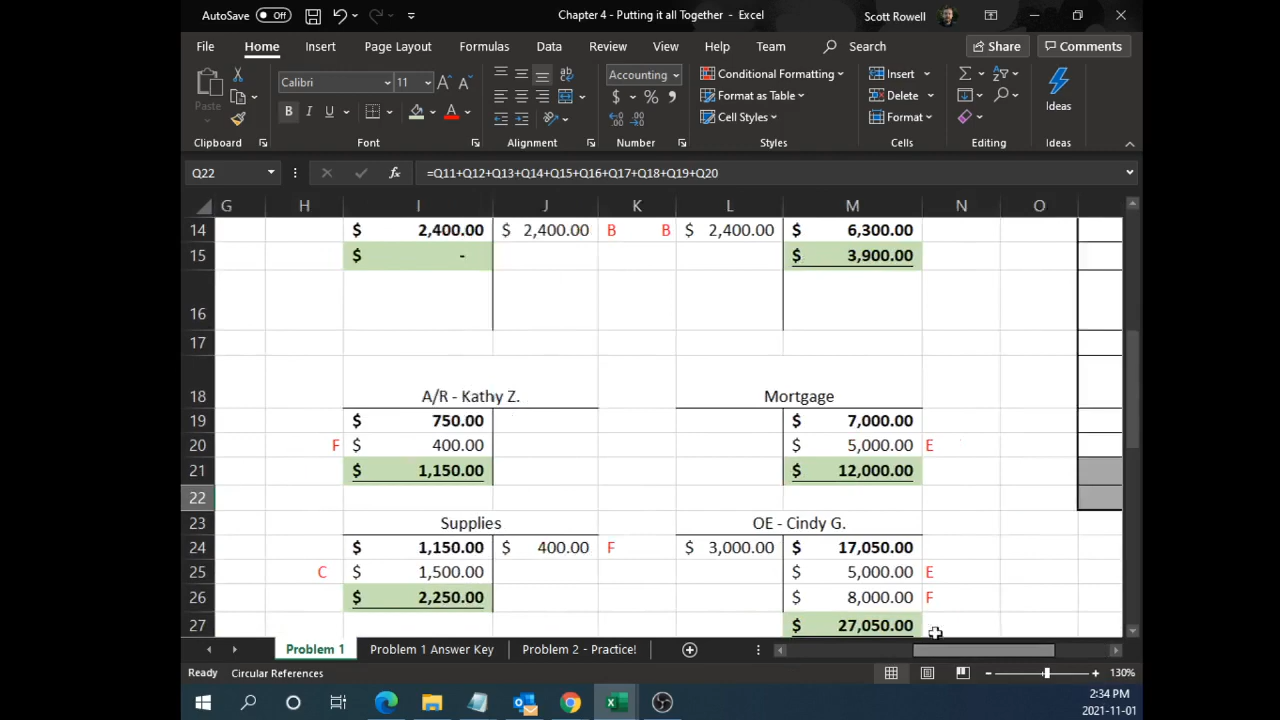 AutoSave Off Chapter 4 - Putting it all Together - Excel Scott Rowell
File Home Insert Page Layout Formulas Data Review View Help Team Search Share Comments
Paste Calibri 11 A A ab Accounting Conditional Formatting Insert Σ
B I U A $ % 9 Format as Table Delete Ideas
Cell Styles Format
Clipboard Font Alignment Number Styles Cells Editing Ideas
Q22 fx =Q11+Q12+Q13+Q14+Q15+Q16+Q17+Q18+Q19+Q20
G H I J K L M N O
14 $ 2,400.00 $ 2,400.00 B B $ 2,400.00 $ 6,300.00
15 $ - $ 3,900.00
16
17
18 A/R - Kathy Z. Mortgage
19 $ 750.00 $ 7,000.00
20 F $ 400.00 $ 5,000.00 E
21 $ 1,150.00 $ 12,000.00
22
23 Supplies OE - Cindy G.
24 $ 1,150.00 $ 400.00 F $ 3,000.00 $ 17,050.00
25 C $ 1,500.00 $ 5,000.00 E
26 $ 2,250.00 $ 8,000.00 F
27 $ 27,050.00
Problem 1 Problem 1 Answer Key Problem 2 - Practice!
Ready Circular References 130%
2:34 PM
2021-11-01